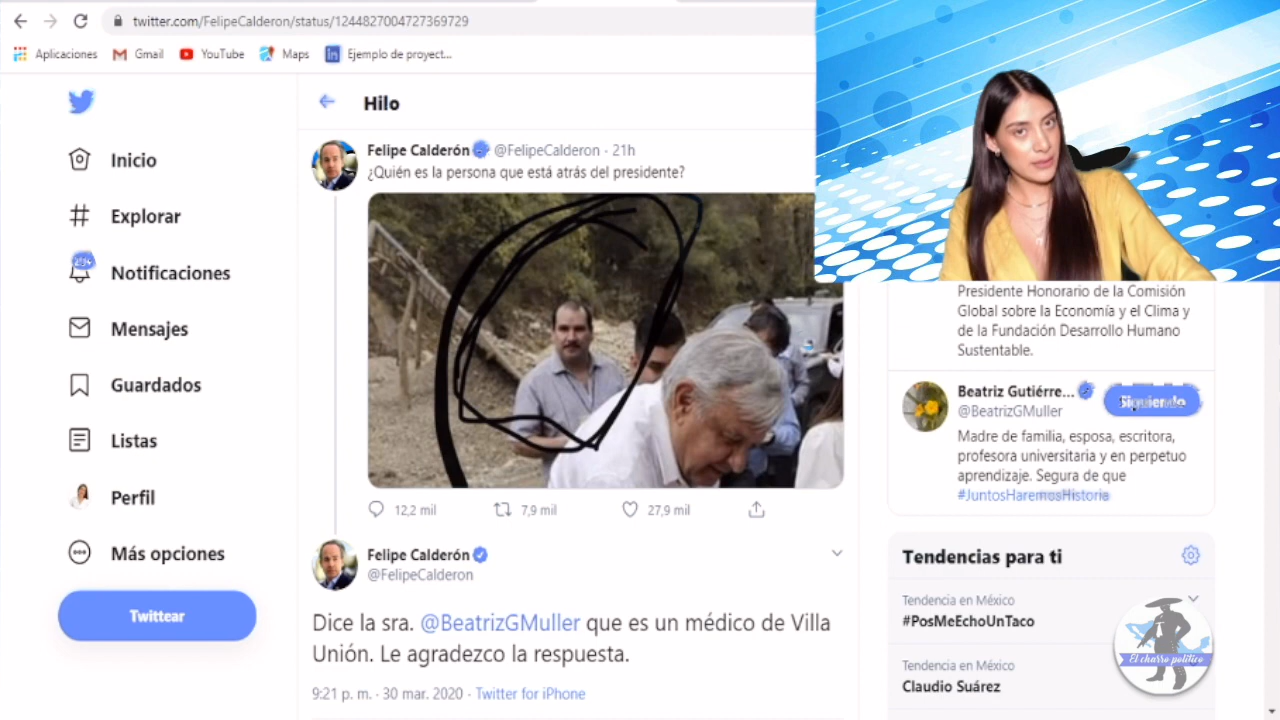 twitter.com/FelipeCalderon/status/1244827004727369729
Aplicaciones
Gmail
YouTube
Maps
Ejemplo de proyect...
Inicio
Explorar
Notificaciones
Mensajes
Guardados
Listas
Perfil
Más opciones
Twittear
Hilo
Felipe Calderón @FelipeCalderon · 21h
¿Quién es la persona que está atrás del presidente?
12,2 mil
7,9 mil
27,9 mil
Felipe Calderón
@FelipeCalderon
Dice la sra. @BeatrizGMuller que es un médico de Villa
Unión. Le agradezco la respuesta.
9:21 p. m. · 30 mar. 2020 · Twitter for iPhone
Presidente Honorario de la Comisión
Global sobre la Economía y el Clima y
de la Fundación Desarrollo Humano
Sustentable.
Beatriz Gutiérre...
@BeatrizGMuller
Siguiendo
Madre de familia, esposa, escritora,
profesora universitaria y en perpetuo
aprendizaje. Segura de que
#JuntosHaremosHistoria
Tendencias para ti
Tendencia en México
#PosMeEchoUnTaco
Tendencia en México
Claudio Suárez
El charro político